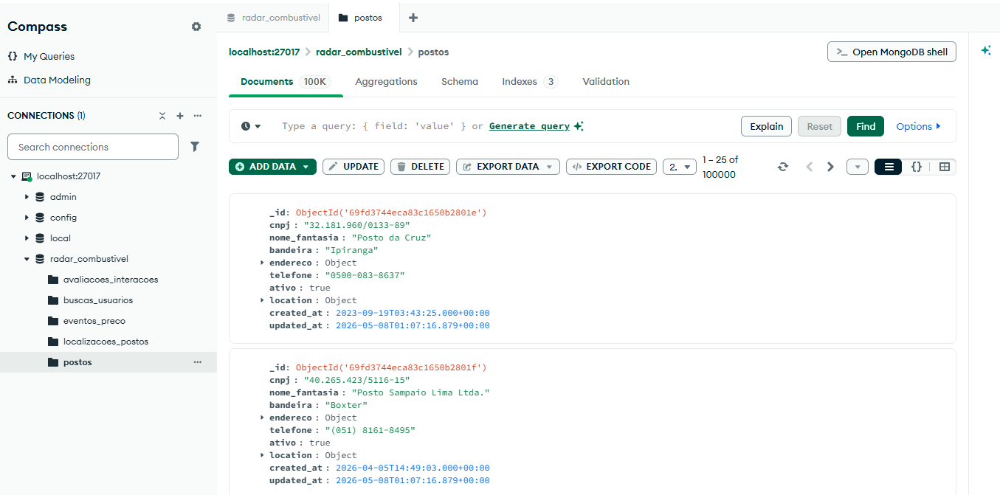 Compass
My Queries
Data Modeling
CONNECTIONS (1)
Search connections
localhost:27017
admin
config
local
radar_combustivel
avaliacoes_interacoes
buscas_usuarios
eventos_preco
localizacoes_postos
postos
radar_combustivel
postos
localhost:27017 > radar_combustivel > postos
>_ Open MongoDB shell
Documents 100K Aggregations Schema Indexes 3 Validation
Type a query: { field: 'value' } or Generate query
Explain Reset Find Options
ADD DATA UPDATE DELETE EXPORT DATA EXPORT CODE 2. 1 – 25 of
100000
_id: ObjectId('69fd3744eca83c1650b2801e')
cnpj : "32.181.960/0133-89"
nome_fantasia : "Posto da Cruz"
bandeira : "Ipiranga"
endereco : Object
telefone : "0500-083-8637"
ativo : true
location : Object
created_at : 2023-09-19T03:43:25.000+00:00
updated_at : 2026-05-08T01:07:16.879+00:00
_id: ObjectId('69fd3744eca83c1650b2801f')
cnpj : "40.265.423/5116-15"
nome_fantasia : "Posto Sampaio Lima Ltda."
bandeira : "Boxter"
endereco : Object
telefone : "(051) 8161-8495"
ativo : true
location : Object
created_at : 2026-04-05T14:49:03.000+00:00
updated_at : 2026-05-08T01:07:16.879+00:00